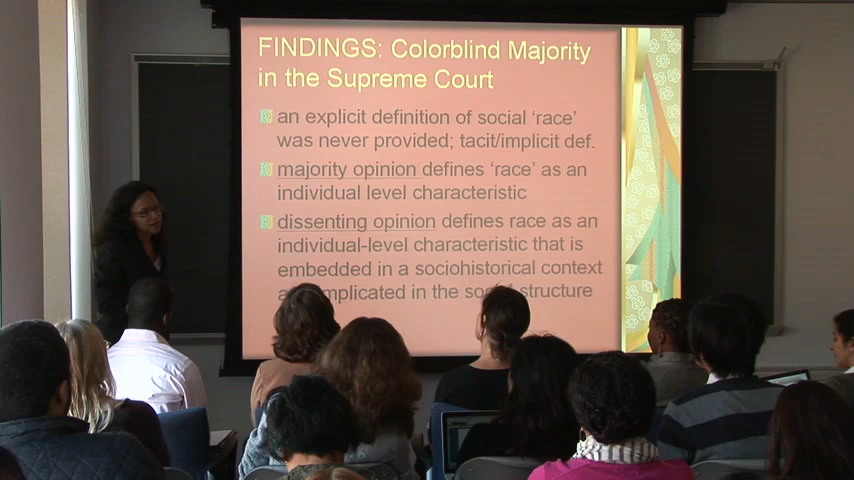 FINDINGS: Colorblind Majority
in the Supreme Court
an explicit definition of social ‘race’
was never provided; tacit/implicit def.
majority opinion defines ‘race’ as an
individual level characteristic
dissenting opinion defines race as an
individual-level characteristic that is
embedded in a sociohistorical context
implicated in the social structure